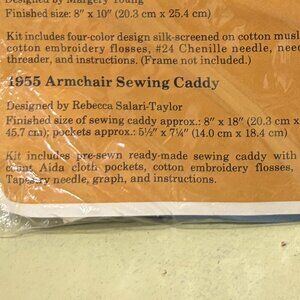 Designed by Margery Young
Finished size: 8" x 10" (20.3 cm x 25.4 cm)
Kit includes four-color design silk-screened on cotton mus
cotton embroidery flosses, #24 Chenille needle, need
threader, and instructions. (Frame not included.)
1955 Armchair Sewing Caddy
Designed by Rebecca Salari-Taylor
Finished size of sewing caddy approx.: 8" x 18" (20.3 cm x
45.7 cm); pockets approx.: 5½" x 7¼" (14.0 cm x 18.4 cm)
Kit includes pre-sewn ready-made sewing caddy with
Aida cloth pockets, cotton embroidery flosses,
Tapestry needle, graph, and instructions.